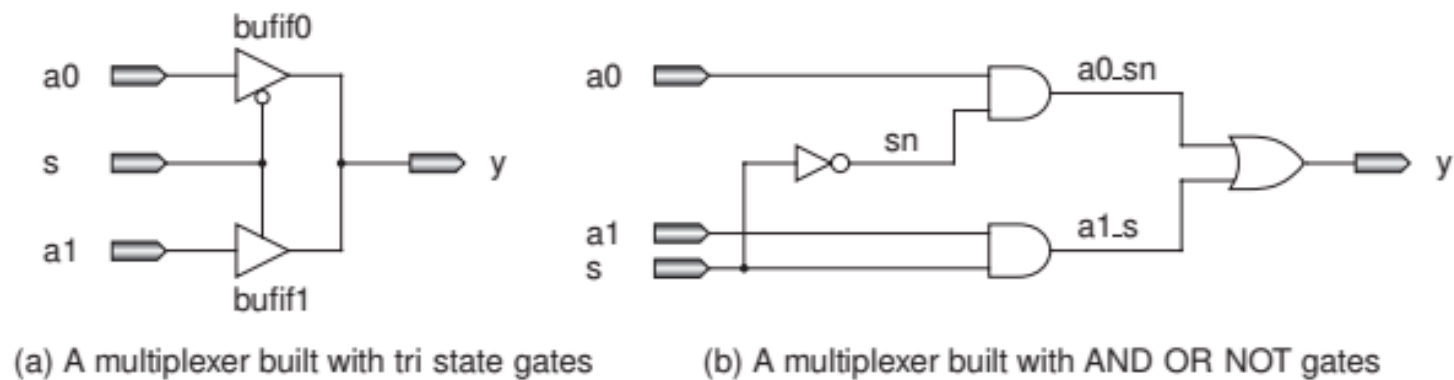 bufif0
a0
s
y
a1
bufif1
(a) A multiplexer built with tri state gates
a0
a0_sn
sn
y
a1
a1_s
s
(b) A multiplexer built with AND OR NOT gates